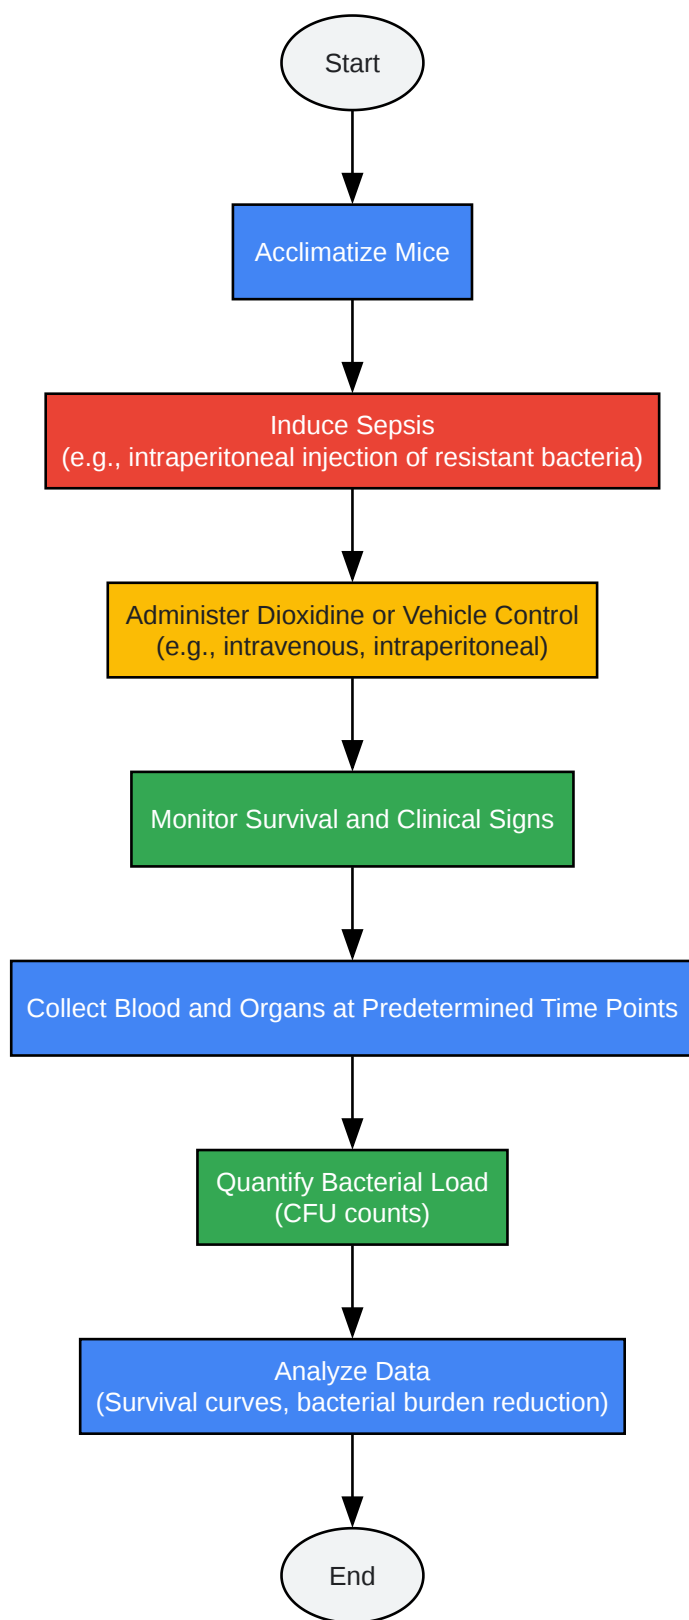 Start
Acclimatize Mice
Induce Sepsis
(e.g., intraperitoneal injection of resistant bacteria)
Administer Dioxidine or Vehicle Control
(e.g., intravenous, intraperitoneal)
Monitor Survival and Clinical Signs
Collect Blood and Organs at Predetermined Time Points
Quantify Bacterial Load
(CFU counts)
Analyze Data
(Survival curves, bacterial burden reduction)
End